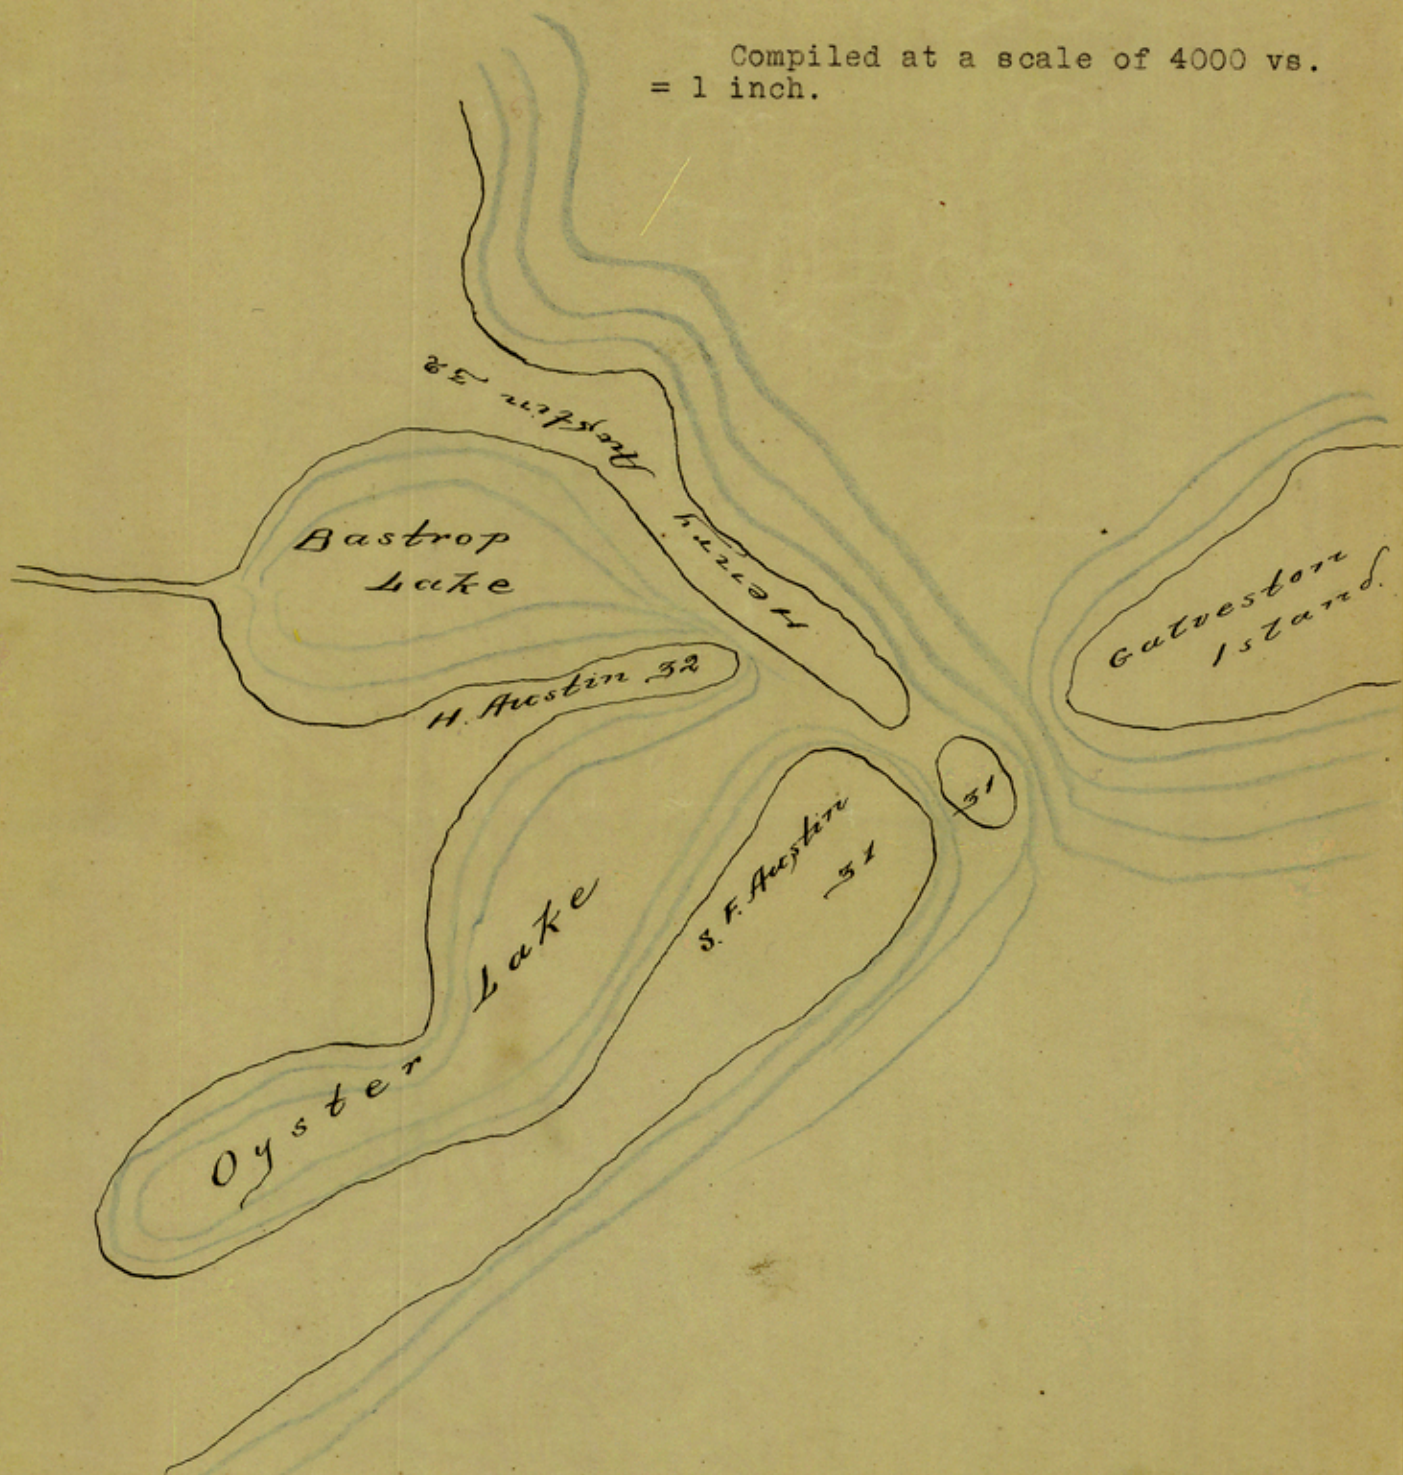 Compiled at a scale of 4000 vs.
= 1 inch.
Henry Austin 32
Bastrop
Lake
Galveston
Island.
H. Austin 32
31
S. F. Austin
31
Oyster Lake